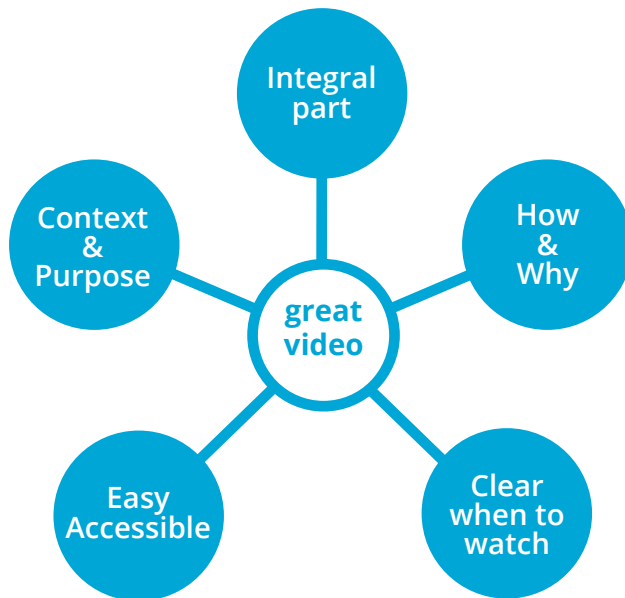 Integral
part
Context
&
Purpose
How
&
Why
great
video
Easy
Accessible
Clear
when to
watch